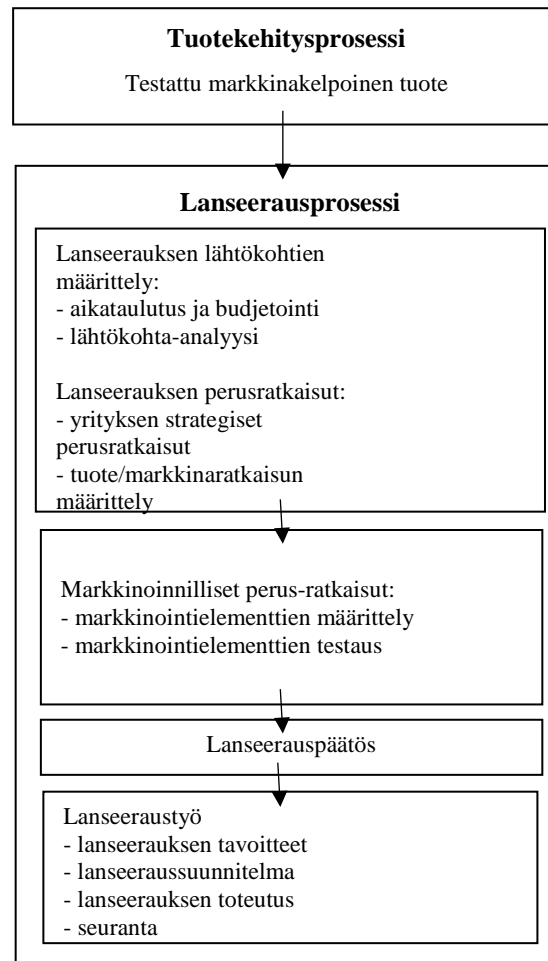 Tuotekehitysprosessi
Testattu markkinakelpoinen tuote
Lanseerausprosessi
Lanseerauksen lähtökohtien
määrittely:
- aikataulutus ja budjetointi
- lähtökohta-analyysi
Lanseerauksen perusratkaisut:
- yrityksen strategiset
perusratkaisut
- tuote/markkinaratkaisun
määrittely
Markkinoinnilliset perus-ratkaisut:
- markkinointielementtien määrittely
- markkinointielementtien testaus
Lanseerauspäätös
Lanseeraustyö
- lanseerauksen tavoitteet
- lanseeraussuunnitelma
- lanseerauksen toteutus
- seuranta